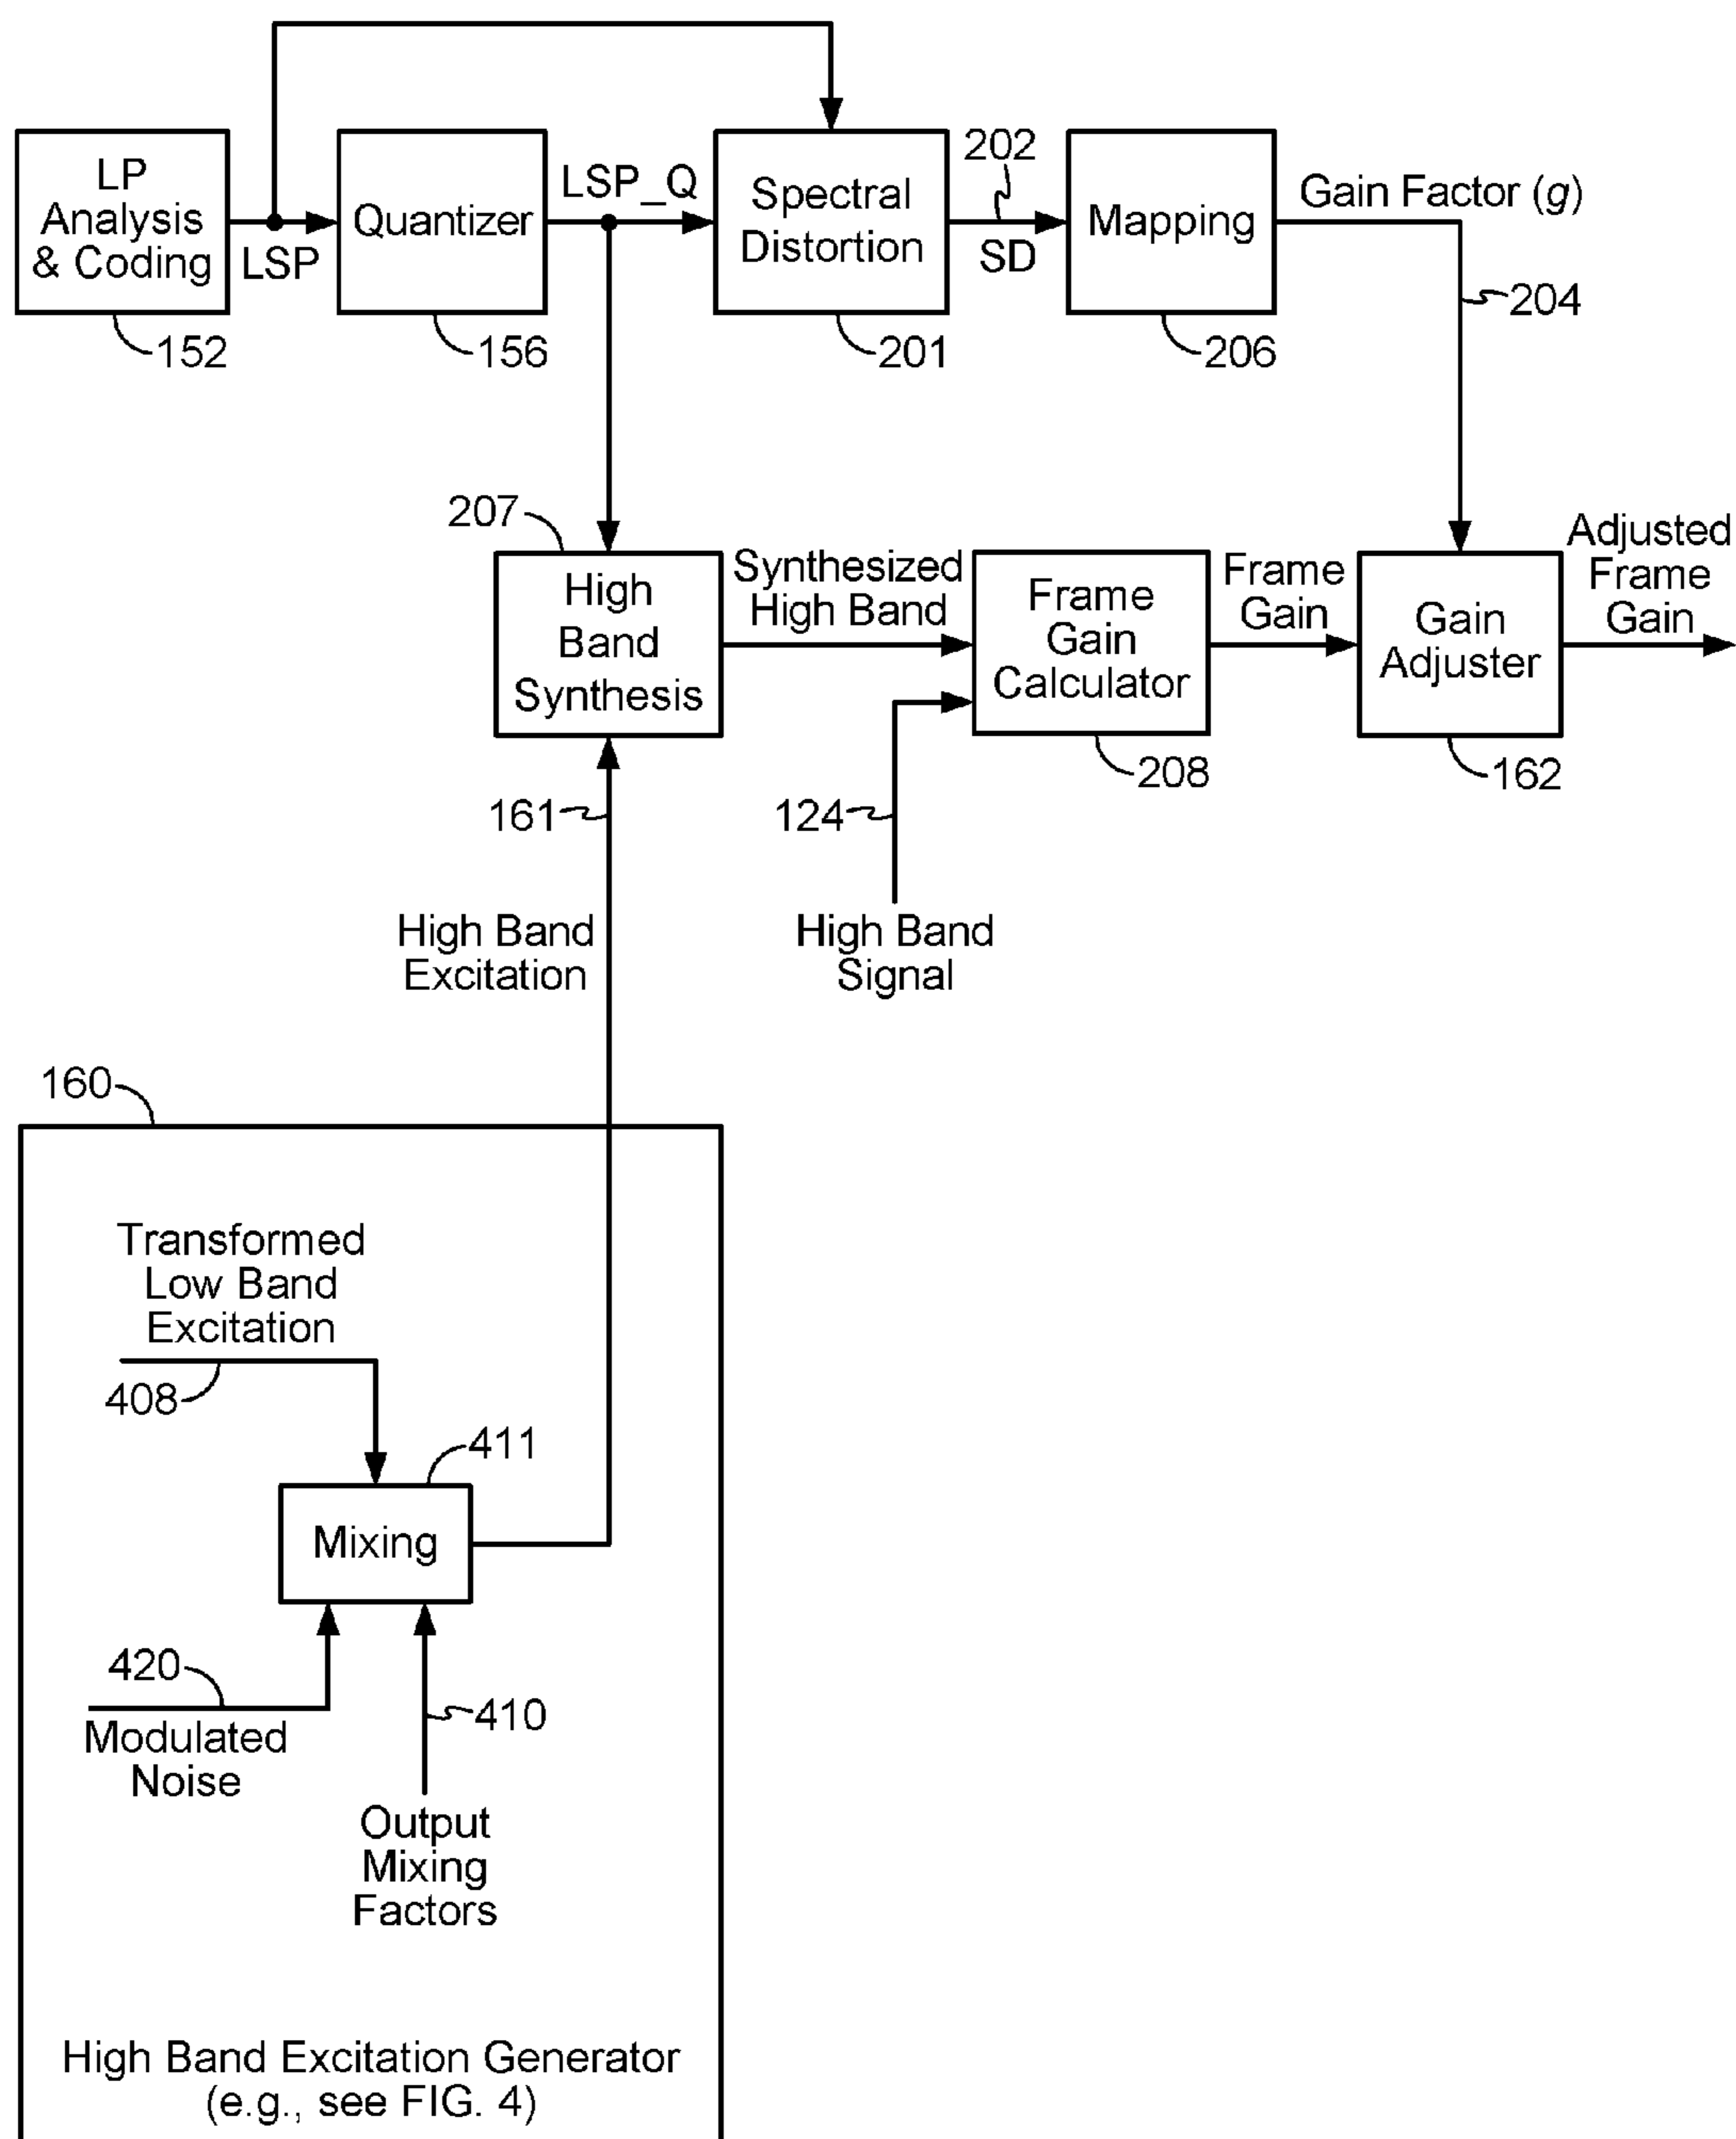 LP
Analysis
& Coding
LSP
152
Quantizer
156
LSP_Q
Spectral
Distortion
201
202
SD
Mapping
206
Gain Factor (g)
204
207
High
Band
Synthesis
Synthesized
High Band
Frame
Gain
Calculator
208
Frame
Gain
Gain
Adjuster
162
Adjusted
Frame
Gain
161
124
High Band
Excitation
High Band
Signal
160
Transformed
Low Band
Excitation
408
411
Mixing
420
Modulated
Noise
410
Output
Mixing
Factors
High Band Excitation Generator
(e.g., see FIG. 4)